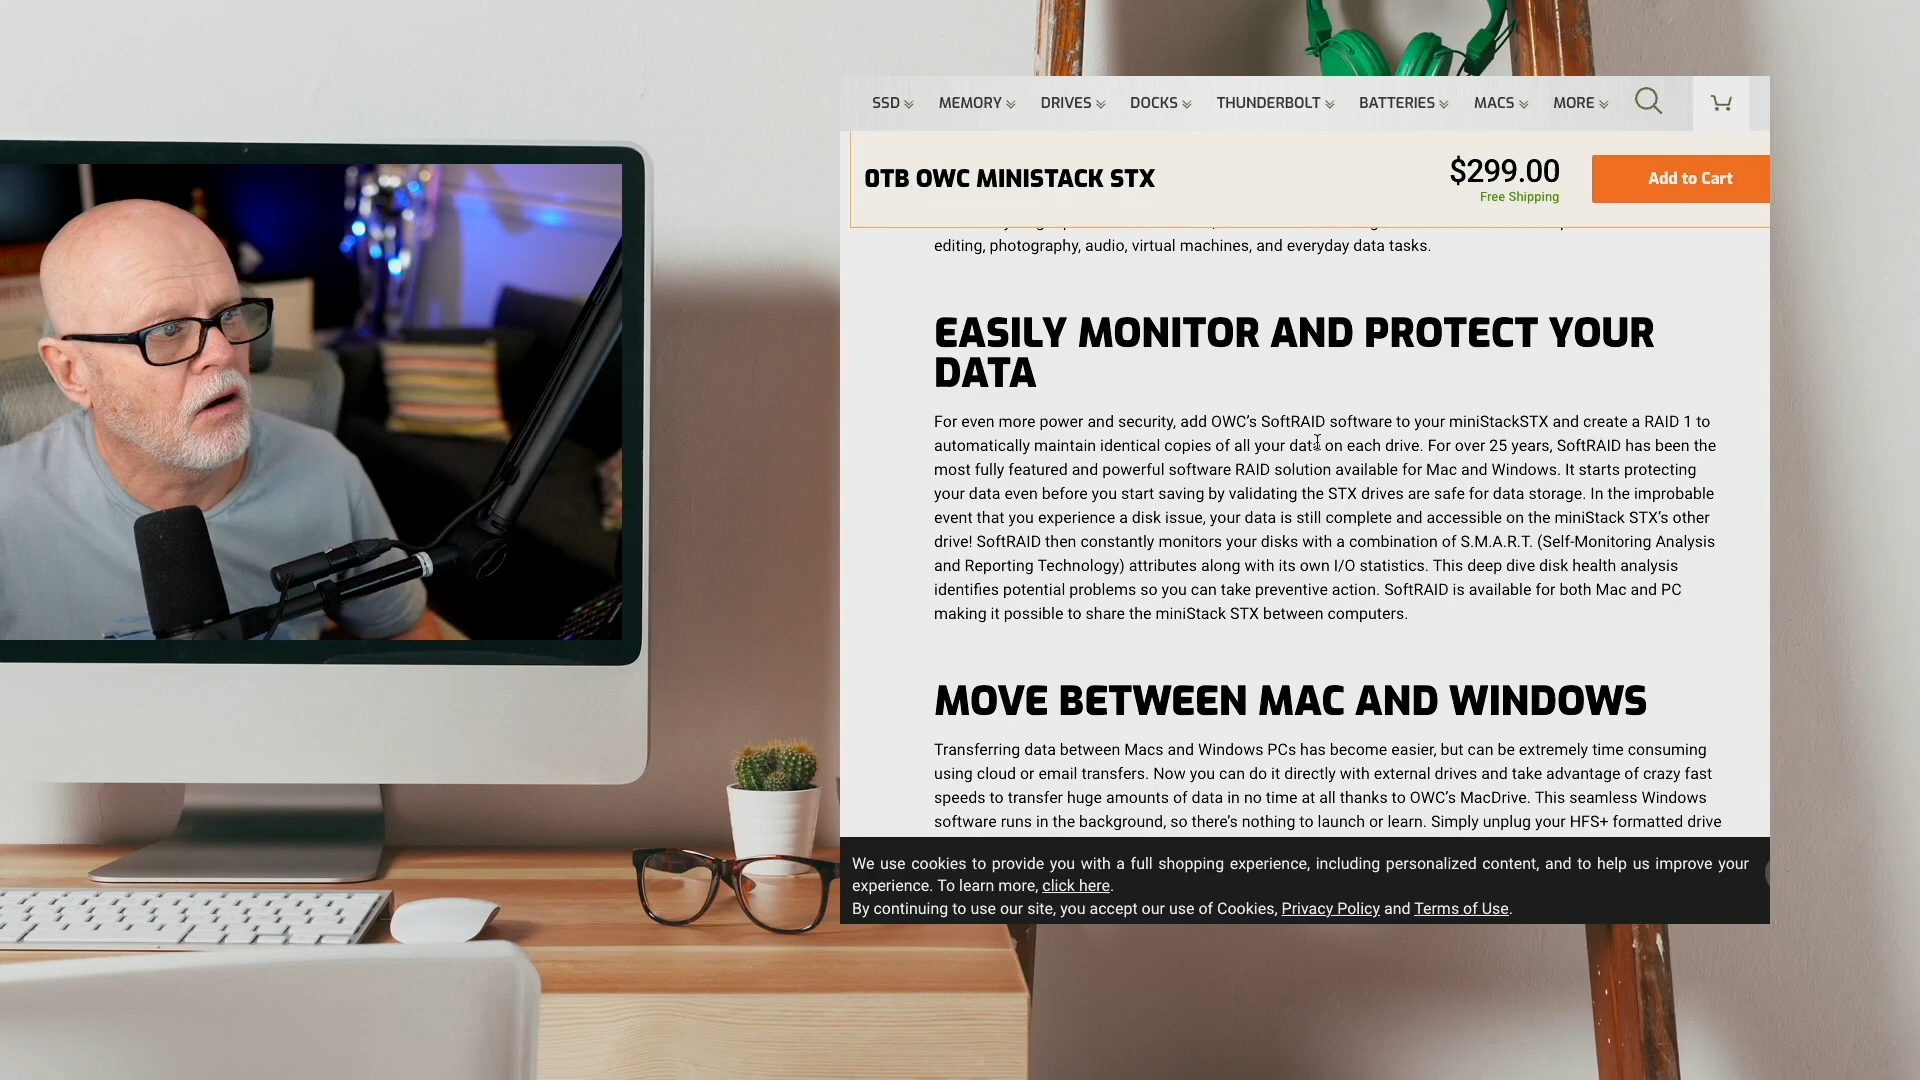 SSD MEMORY DRIVES DOCKS THUNDERBOLT BATTERIES MACS MORE
0TB OWC MINISTACK STX
$299.00
Free Shipping
Add to Cart
editing, photography, audio, virtual machines, and everyday data tasks.
EASILY MONITOR AND PROTECT YOUR
DATA
For even more power and security, add OWC’s SoftRAID software to your miniStackSTX and create a RAID 1 to
automatically maintain identical copies of all your data on each drive. For over 25 years, SoftRAID has been the
most fully featured and powerful software RAID solution available for Mac and Windows. It starts protecting
your data even before you start saving by validating the STX drives are safe for data storage. In the improbable
event that you experience a disk issue, your data is still complete and accessible on the miniStack STX’s other
drive! SoftRAID then constantly monitors your disks with a combination of S.M.A.R.T. (Self-Monitoring Analysis
and Reporting Technology) attributes along with its own I/O statistics. This deep dive disk health analysis
identifies potential problems so you can take preventive action. SoftRAID is available for both Mac and PC
making it possible to share the miniStack STX between computers.
MOVE BETWEEN MAC AND WINDOWS
Transferring data between Macs and Windows PCs has become easier, but can be extremely time consuming
using cloud or email transfers. Now you can do it directly with external drives and take advantage of crazy fast
speeds to transfer huge amounts of data in no time at all thanks to OWC’s MacDrive. This seamless Windows
software runs in the background, so there’s nothing to launch or learn. Simply unplug your HFS+ formatted drive
We use cookies to provide you with a full shopping experience, including personalized content, and to help us improve your
experience. To learn more, click here.
By continuing to use our site, you accept our use of Cookies, Privacy Policy and Terms of Use.